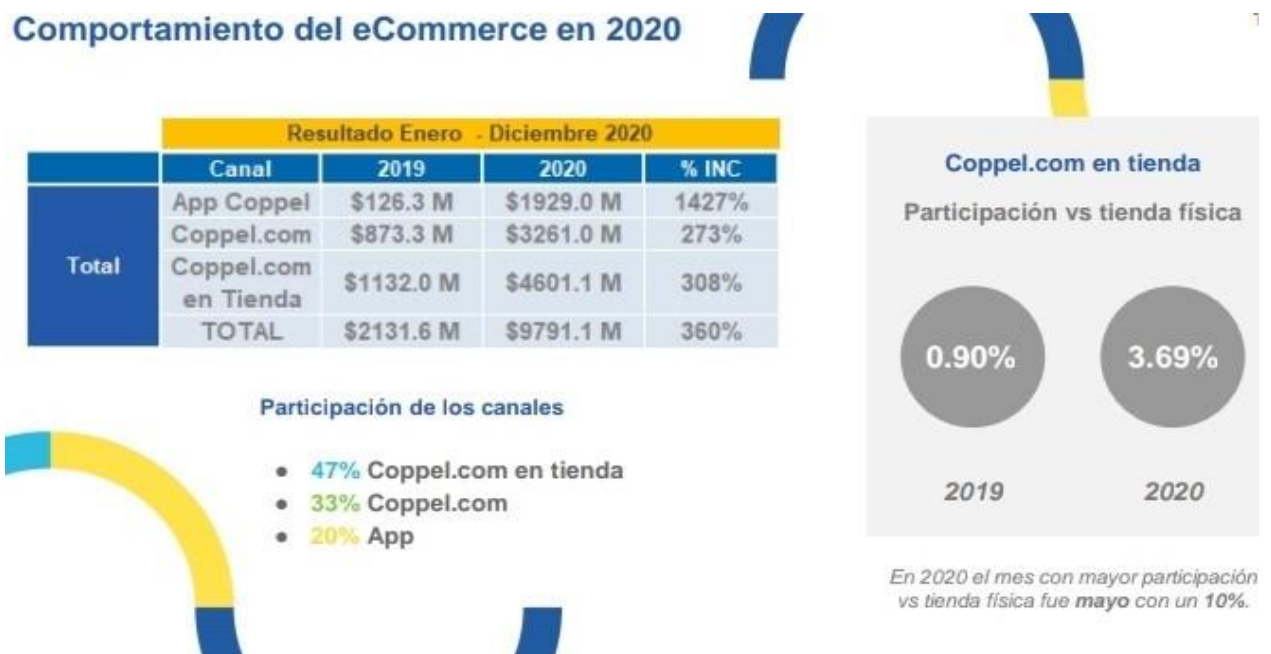 Comportamiento del eCommerce en 2020
Resultado Enero - Diciembre 2020
Canal 2019 2020 % INC
Total
App Coppel $126.3 M $1929.0 M 1427%
Coppel.com $873.3 M $3261.0 M 273%
Coppel.com
en Tienda $1132.0 M $4601.1 M 308%
TOTAL $2131.6 M $9791.1 M 360%
Participación de los canales
● 47% Coppel.com en tienda
● 33% Coppel.com
● 20% App
Coppel.com en tienda
Participación vs tienda física
0.90% 3.69%
2019 2020
En 2020 el mes con mayor participación
vs tienda física fue mayo con un 10%.